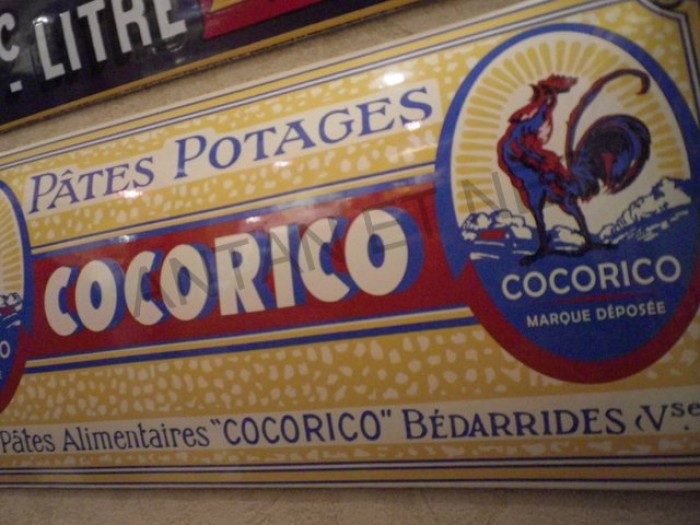 C. LITRE
PÂTES POTAGES
COCORICO
COCORICO
MARQUE DÉPOSÉE
Pâtes Alimentaires "COCORICO" BÉDARRIDES (Vse